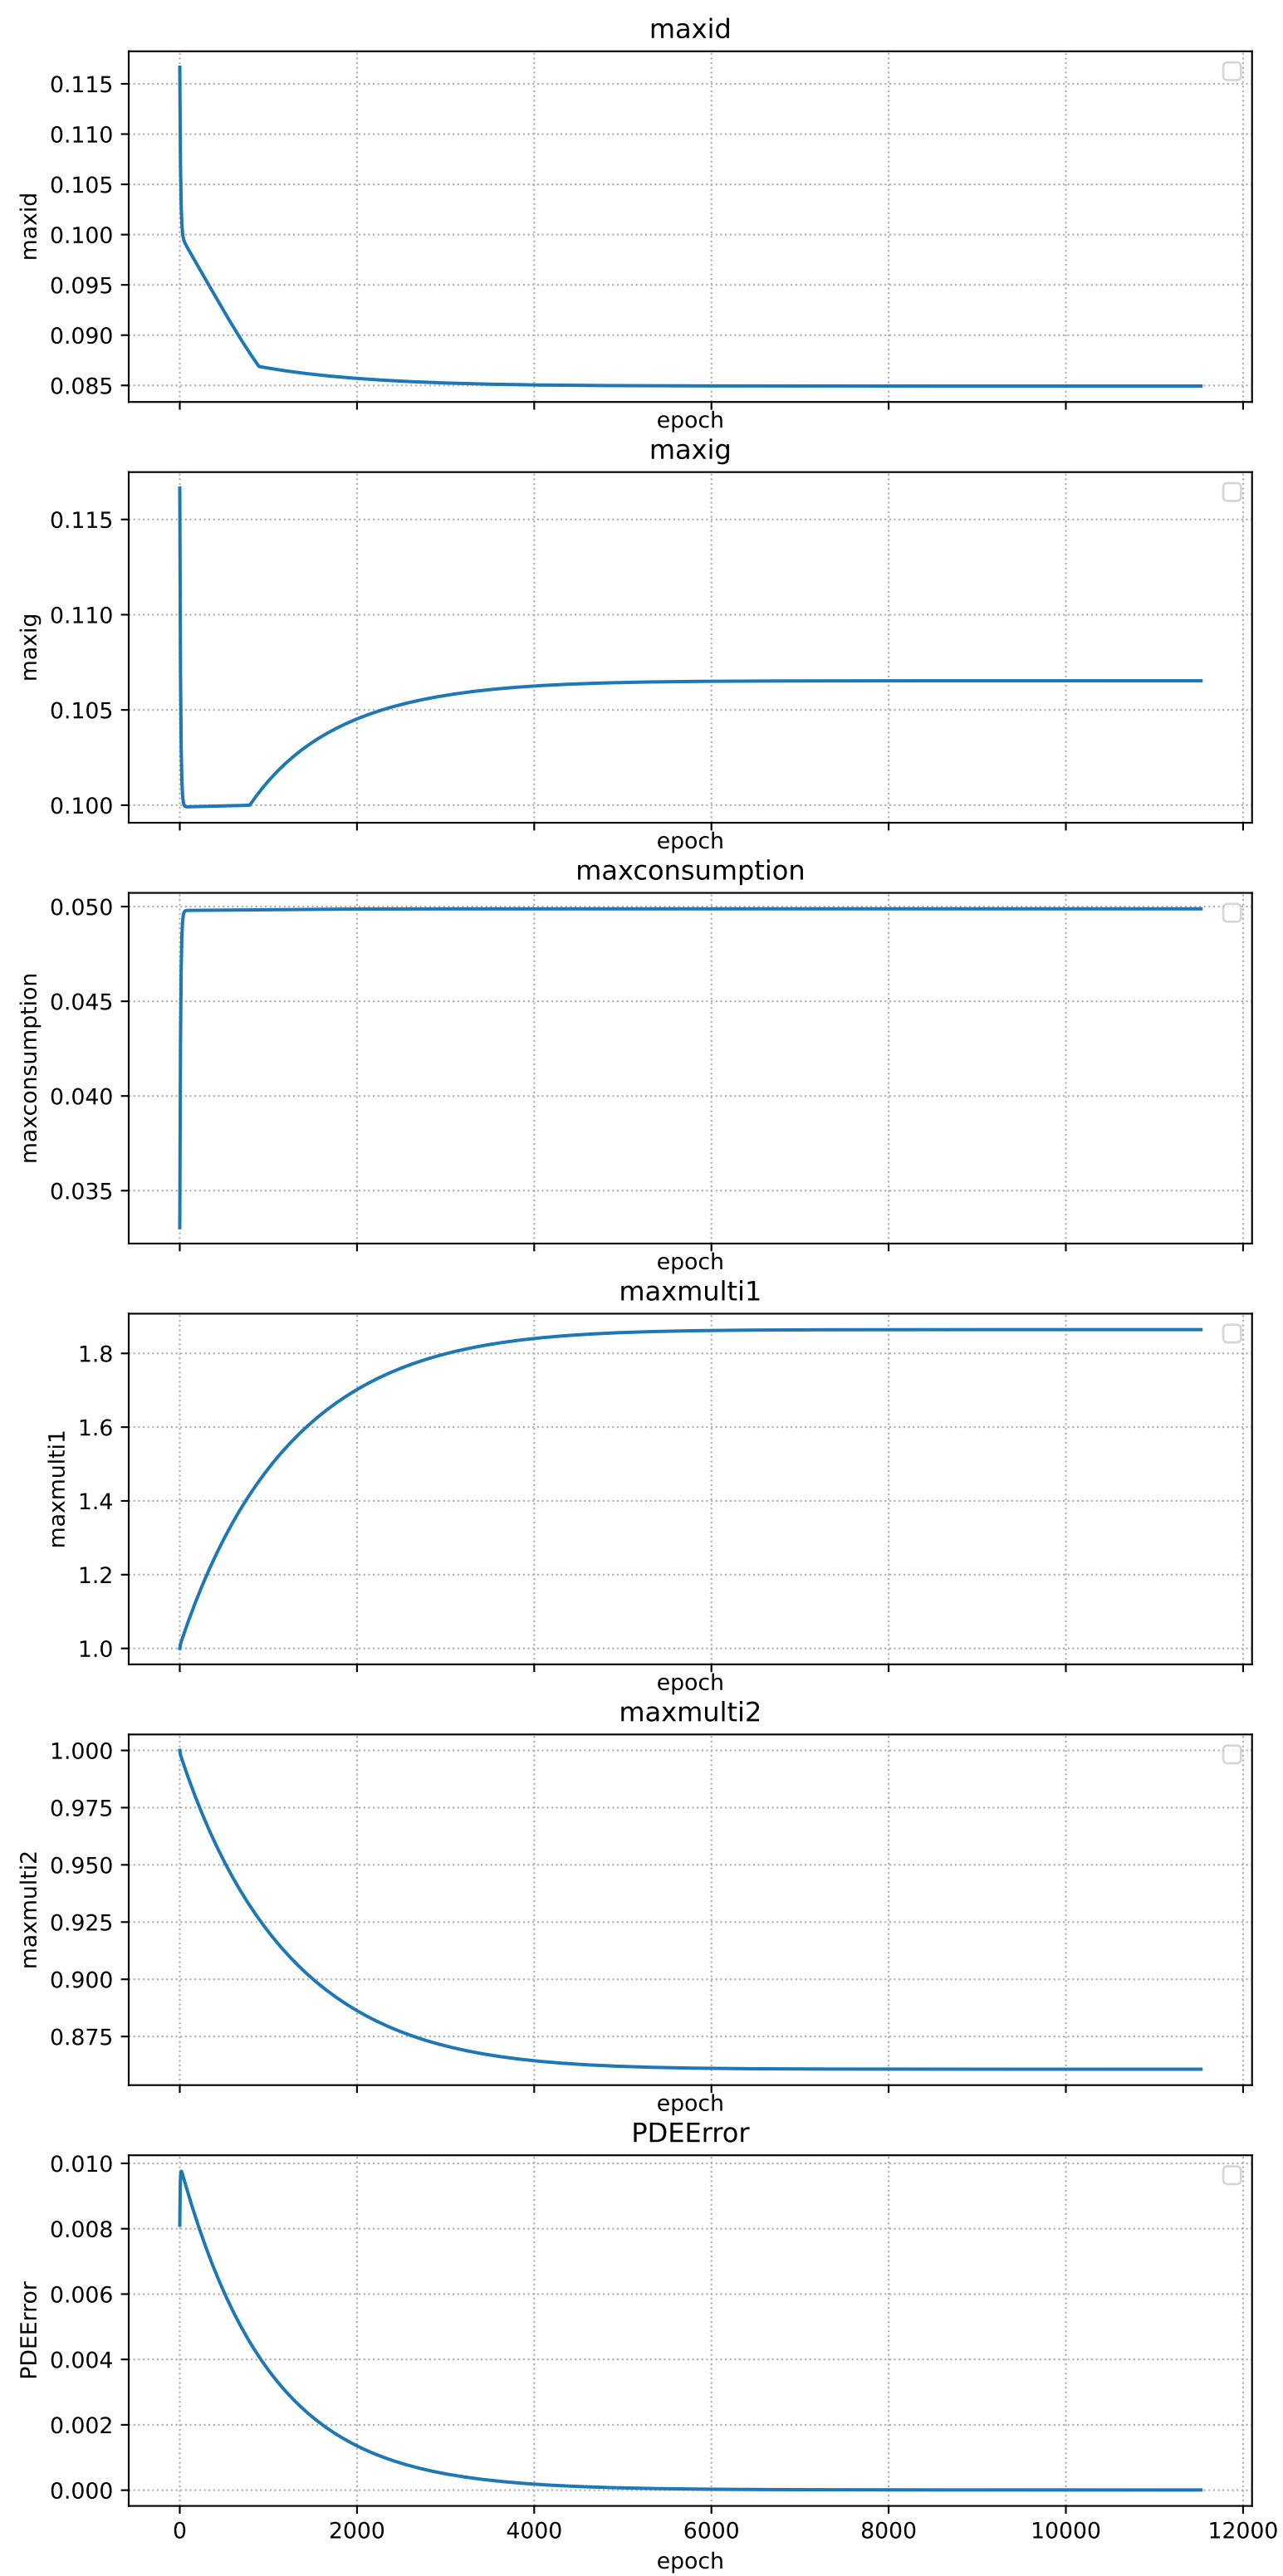 maxid
0.115
0.110
0.105
0.100
0.095
0.090
0.085
maxid
epoch
maxig
0.115
0.110
0.105
0.100
maxig
epoch
maxconsumption
0.050
0.045
0.040
0.035
maxconsumption
epoch
maxmulti1
1.8
1.6
1.4
1.2
1.0
maxmulti1
epoch
maxmulti2
1.000
0.975
0.950
0.925
0.900
0.875
maxmulti2
epoch
PDEError
0.010
0.008
0.006
0.004
0.002
0.000
PDEError
0 2000 4000 6000 8000 10000 12000
epoch